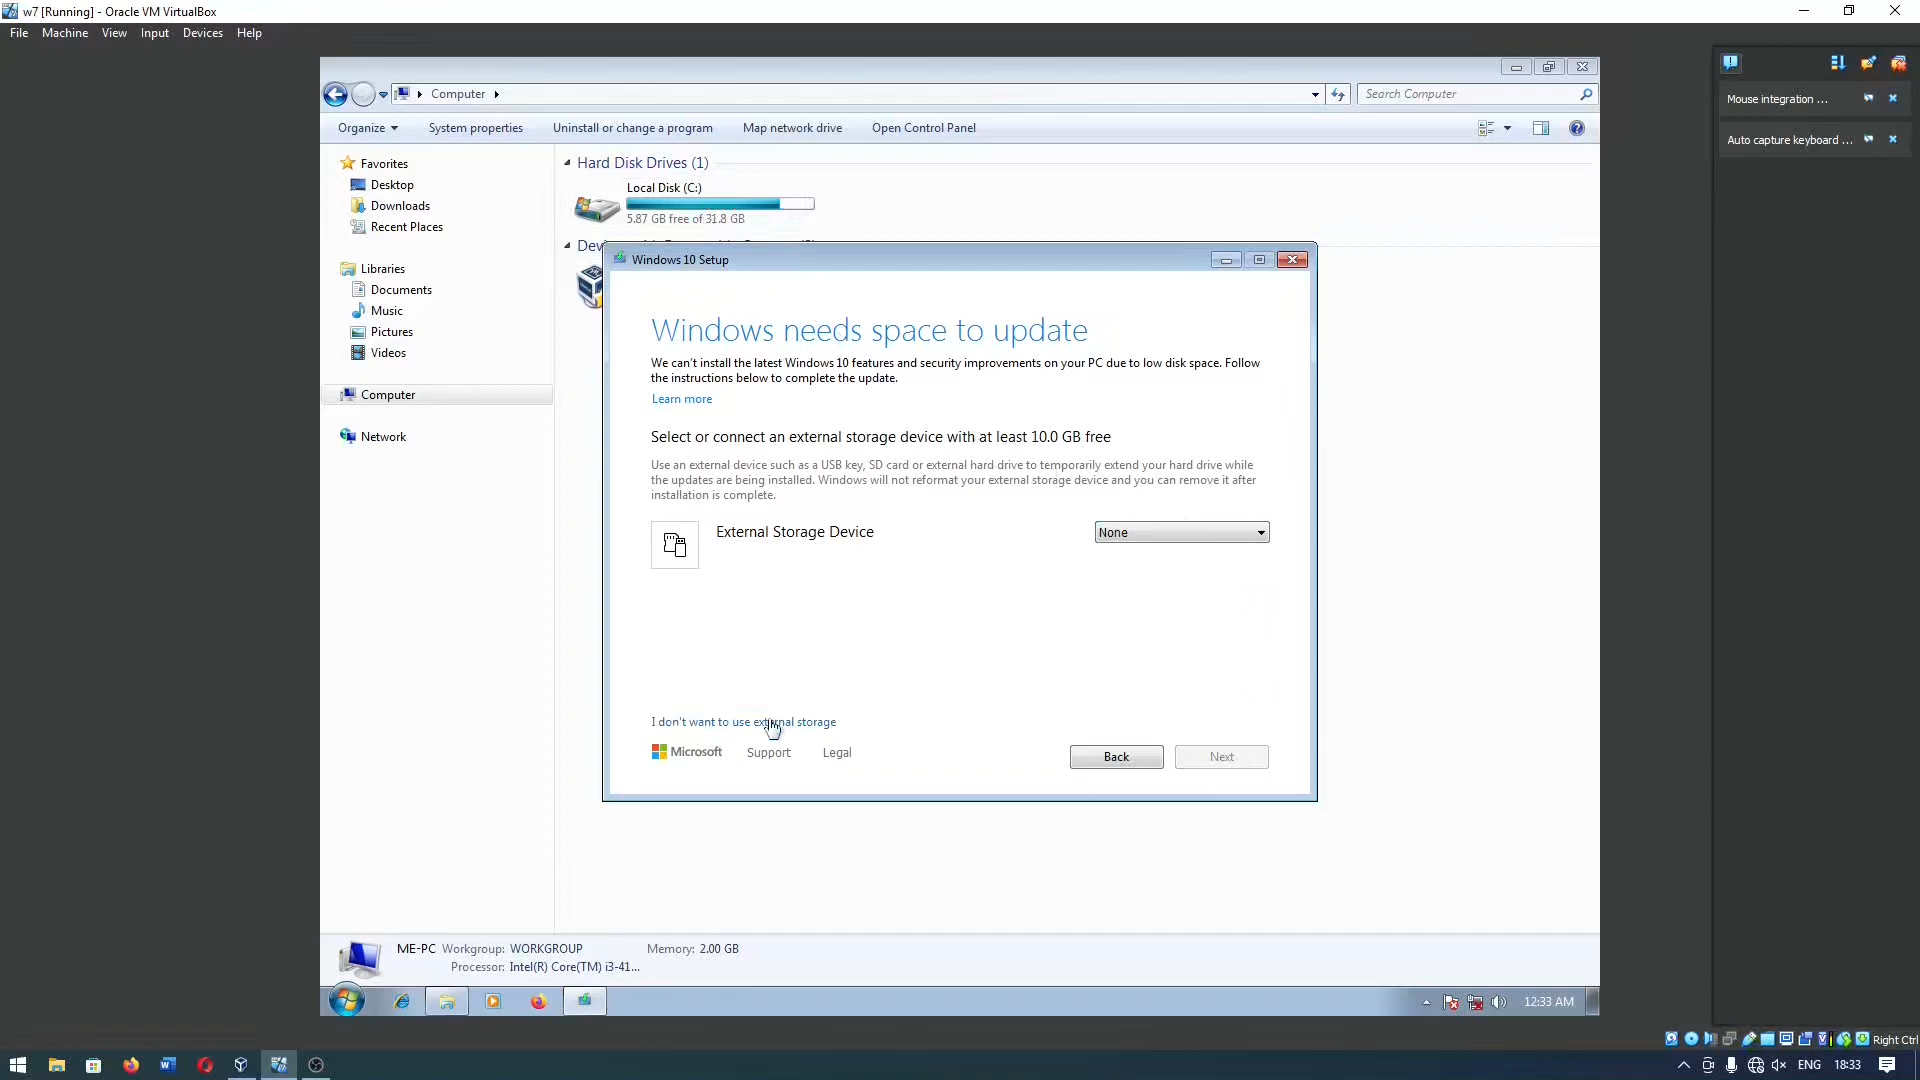 w7 [Running] - Oracle VM VirtualBox
File Machine View Input Devices Help
Computer
Search Computer
Mouse integration ...
Auto capture keyboard ...
Organize System properties Uninstall or change a program Map network drive Open Control Panel
Favorites
Desktop
Downloads
Recent Places
Libraries
Documents
Music
Pictures
Videos
Computer
Network
Hard Disk Drives (1)
Local Disk (C:)
5.87 GB free of 31.8 GB
Windows 10 Setup
Windows needs space to update
We can't install the latest Windows 10 features and security improvements on your PC due to low disk space. Follow
the instructions below to complete the update.
Learn more
Select or connect an external storage device with at least 10.0 GB free
Use an external device such as a USB key, SD card or external hard drive to temporarily extend your hard drive while
the updates are being installed. Windows will not reformat your external storage device and you can remove it after
installation is complete.
External Storage Device
None
I don't want to use external storage
Microsoft Support Legal
Back Next
ME-PC Workgroup: WORKGROUP Memory: 2.00 GB
Processor: Intel(R) Core(TM) i3-41...
12:33 AM
Right Ctrl
ENG 18:33